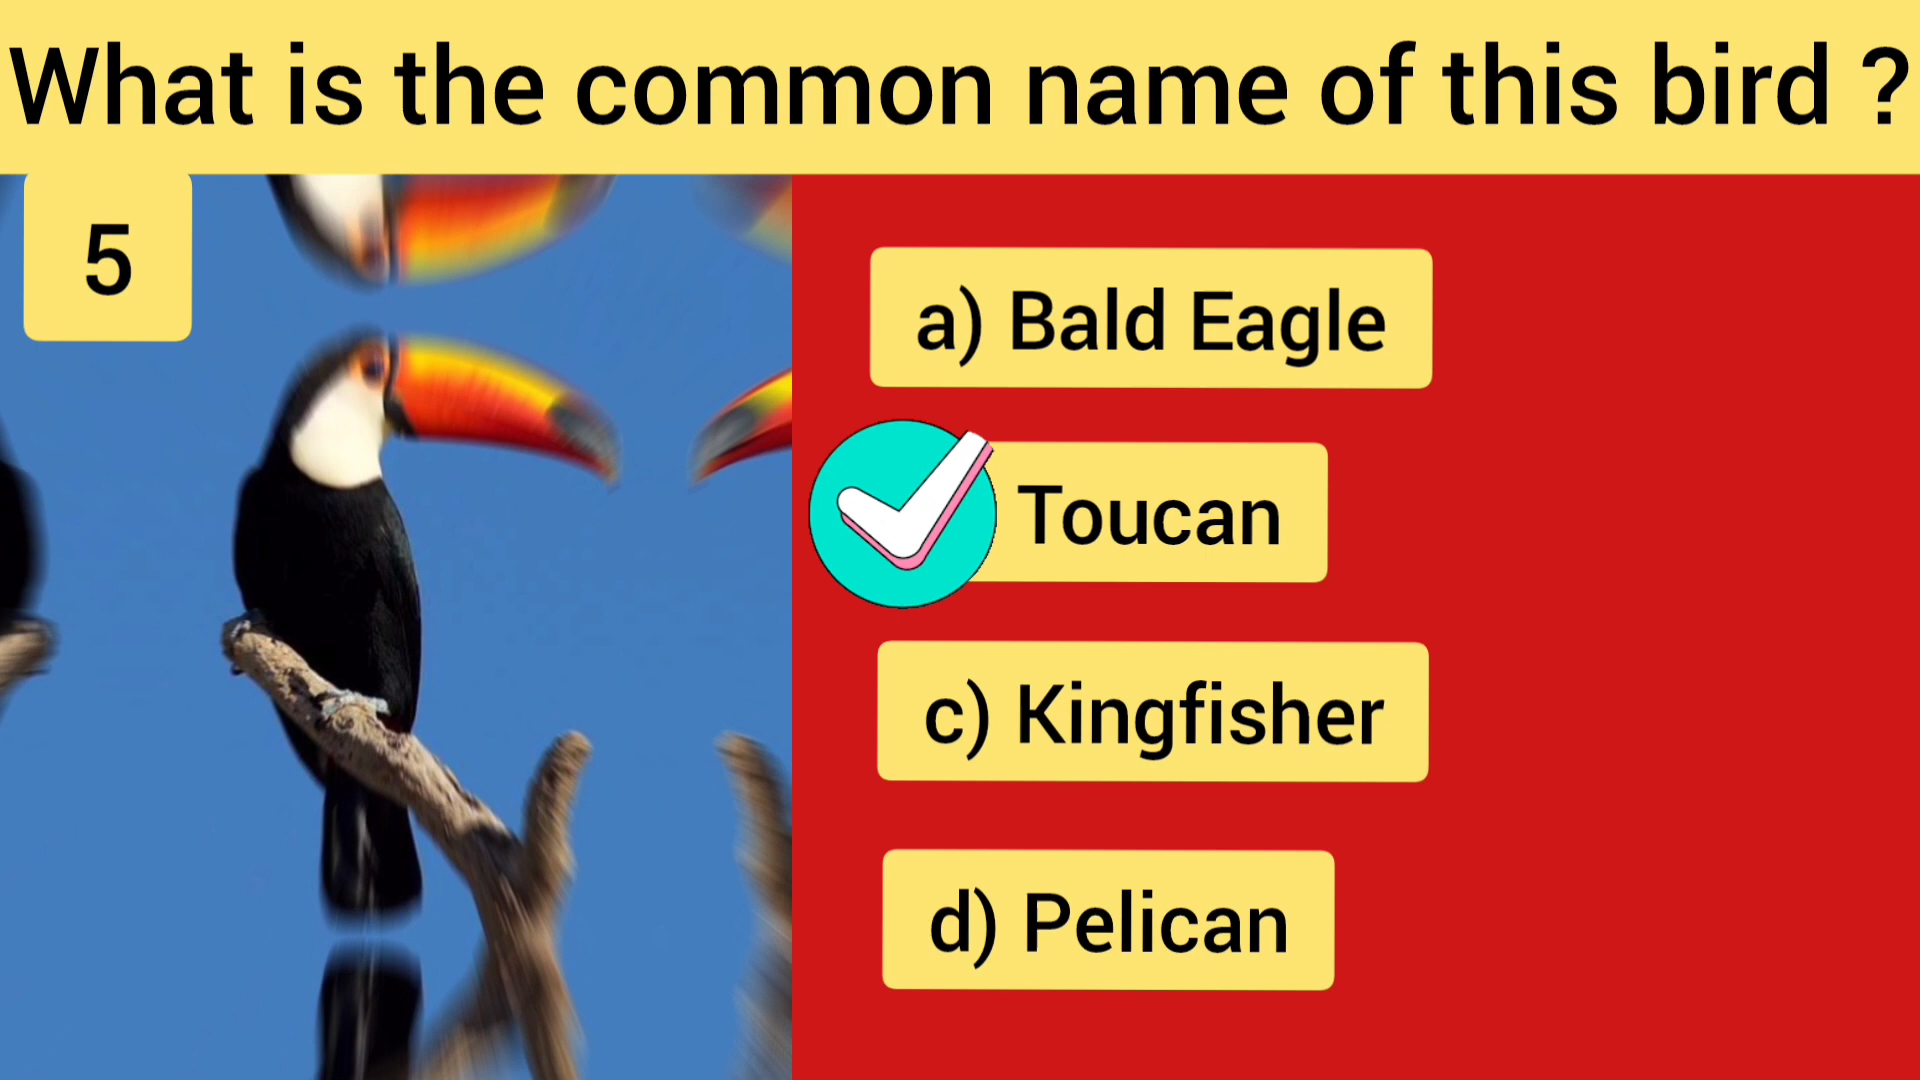 What is the common name of this bird ?
5
a) Bald Eagle
Toucan
c) Kingfisher
d) Pelican